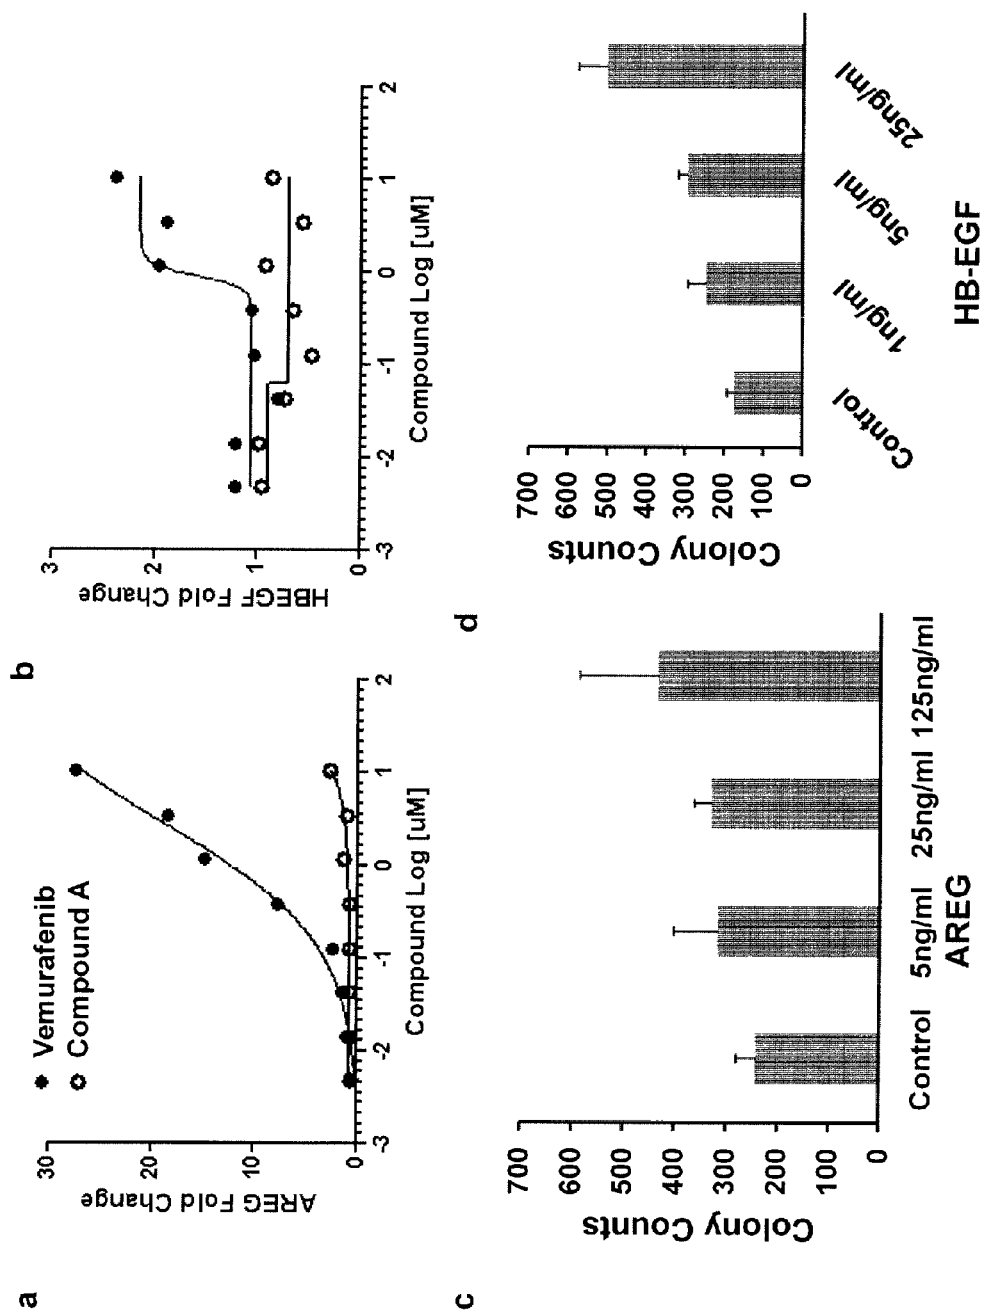 a
AREG Fold Change
30
20
10
0
-3
-2
-1
0
1
2
Compound Log [uM]
Vemurafenib
Compound A
b
HBEGF Fold Change
3
2
1
0
-3
-2
-1
0
1
2
Compound Log [uM]
c
Colony Counts
700
600
500
400
300
200
100
0
Control 5ng/ml 25ng/ml 125ng/ml
AREG
d
Colony Counts
700
600
500
400
300
200
100
0
Control
1ng/ml
5ng/ml
25ng/ml
HB-EGF